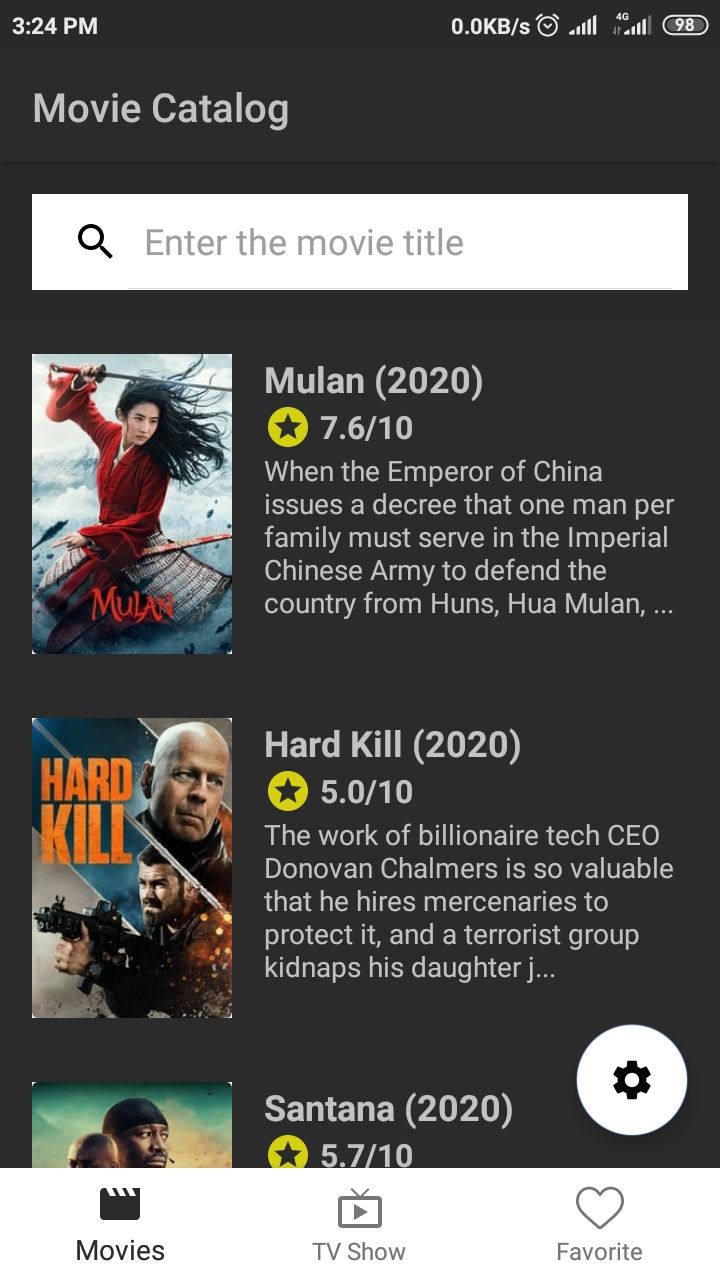 3:24 PM 0.0KB/s 4G 98
Movie Catalog
Enter the movie title
MULAN
Mulan (2020)
7.6/10
When the Emperor of China
issues a decree that one man per
family must serve in the Imperial
Chinese Army to defend the
country from Huns, Hua Mulan, ...
HARD
KILL
Hard Kill (2020)
5.0/10
The work of billionaire tech CEO
Donovan Chalmers is so valuable
that he hires mercenaries to
protect it, and a terrorist group
kidnaps his daughter j...
Santana (2020)
5.7/10
Movies TV Show Favorite